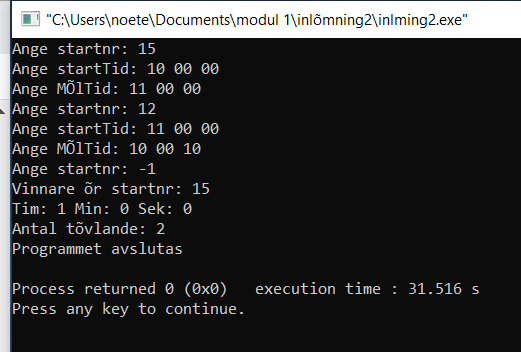 "C:\Users\noete\Documents\modul 1\inlõmning2\inlming2.exe"
Ange startnr: 15
Ange startTid: 10 00 00
Ange MÕlTid: 11 00 00
Ange startnr: 12
Ange startTid: 11 00 00
Ange MÕlTid: 10 00 10
Ange startnr: -1
Vinnare õr startnr: 15
Tim: 1 Min: 0 Sek: 0
Antal tõvlande: 2
Programmet avslutas
Process returned 0 (0x0)   execution time : 31.516 s
Press any key to continue.